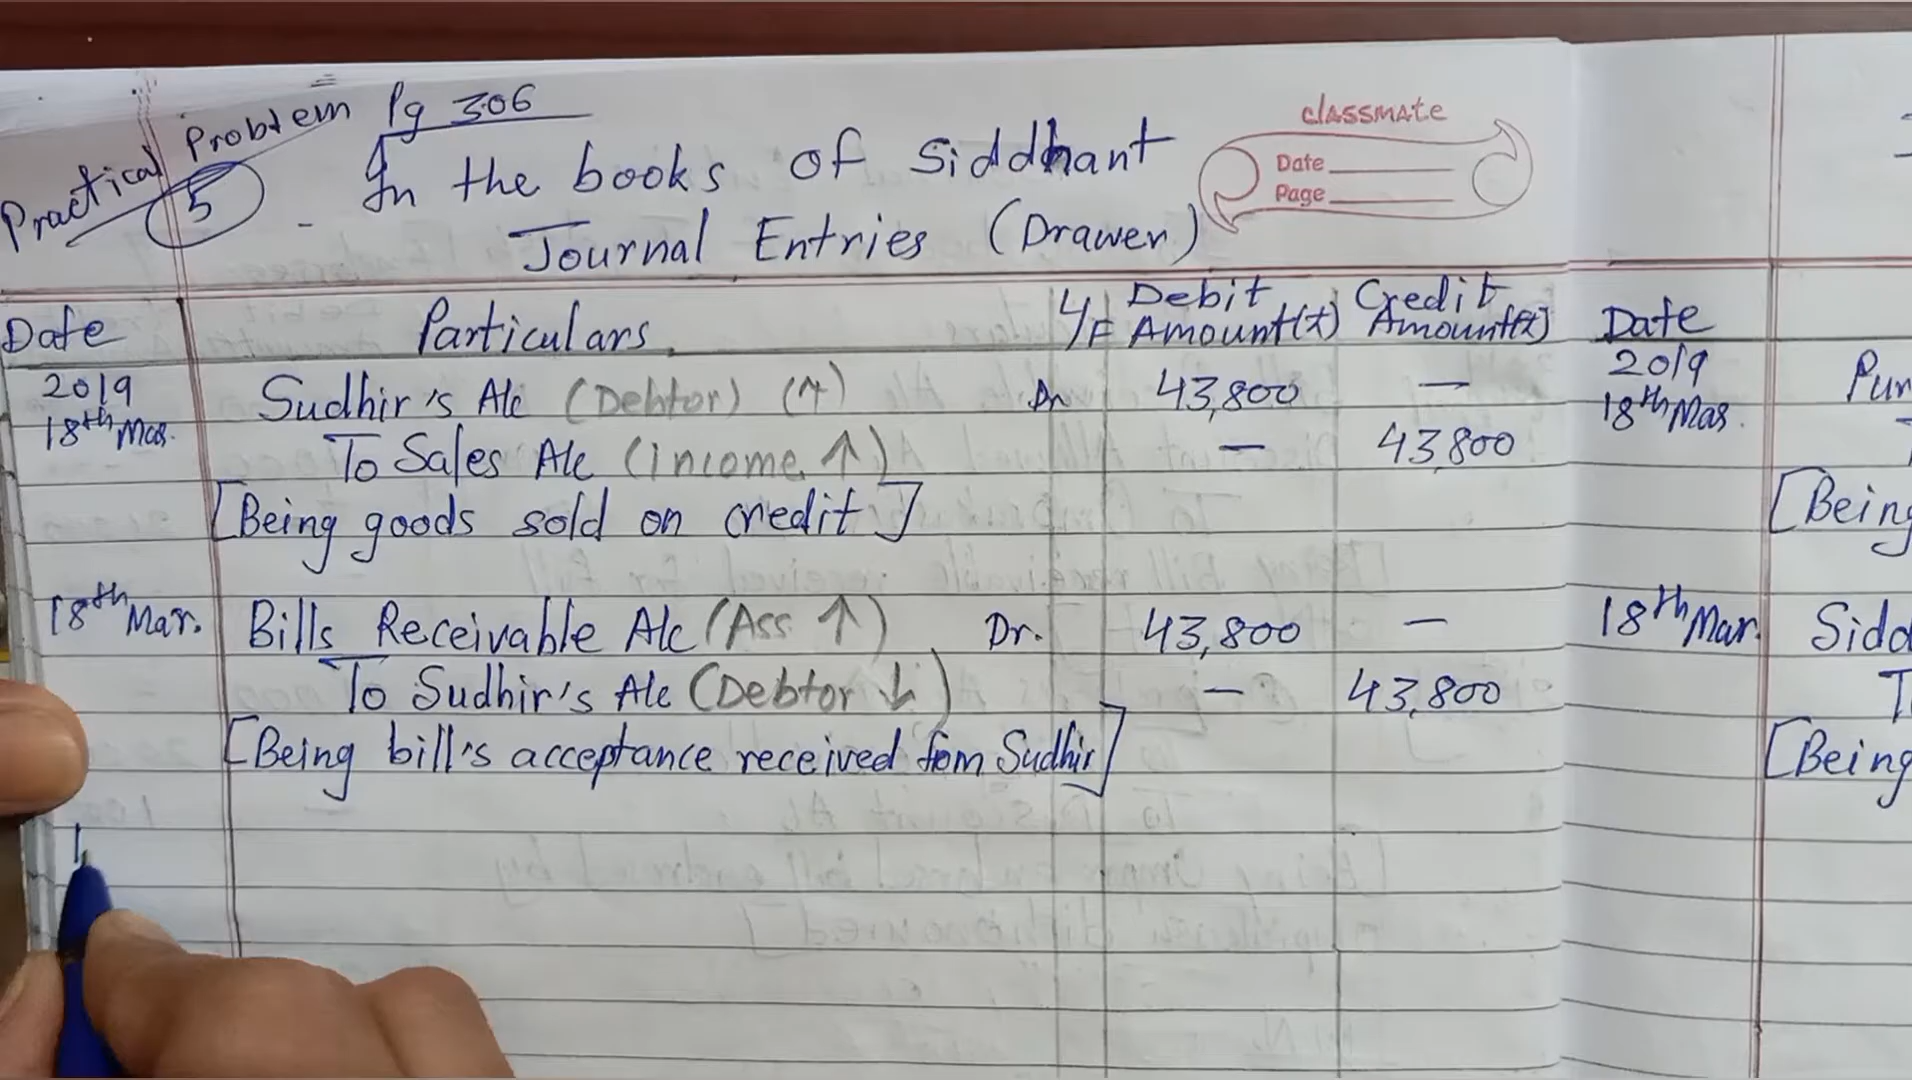 Practical Problem Pg 306
5
In the books of Siddhant
Journal Entries (Drawer)
classmate
Date
Page
Date Particulars L/F Debit Amount(₹) Credit Amount(₹)
2019
18th Mar. Sudhir's A/c (Debtor) (↑) Dr 43,800 —
To Sales A/c (income ↑) — 43,800
[Being goods sold on credit]
18th Mar. Bills Receivable A/c (Ass ↑) Dr. 43,800 —
To Sudhir's A/c (Debtor ↓) — 43,800
[Being bill's acceptance received from Sudhir]
Date
2019
18th Mar.
[Being
18th Mar.
[Being